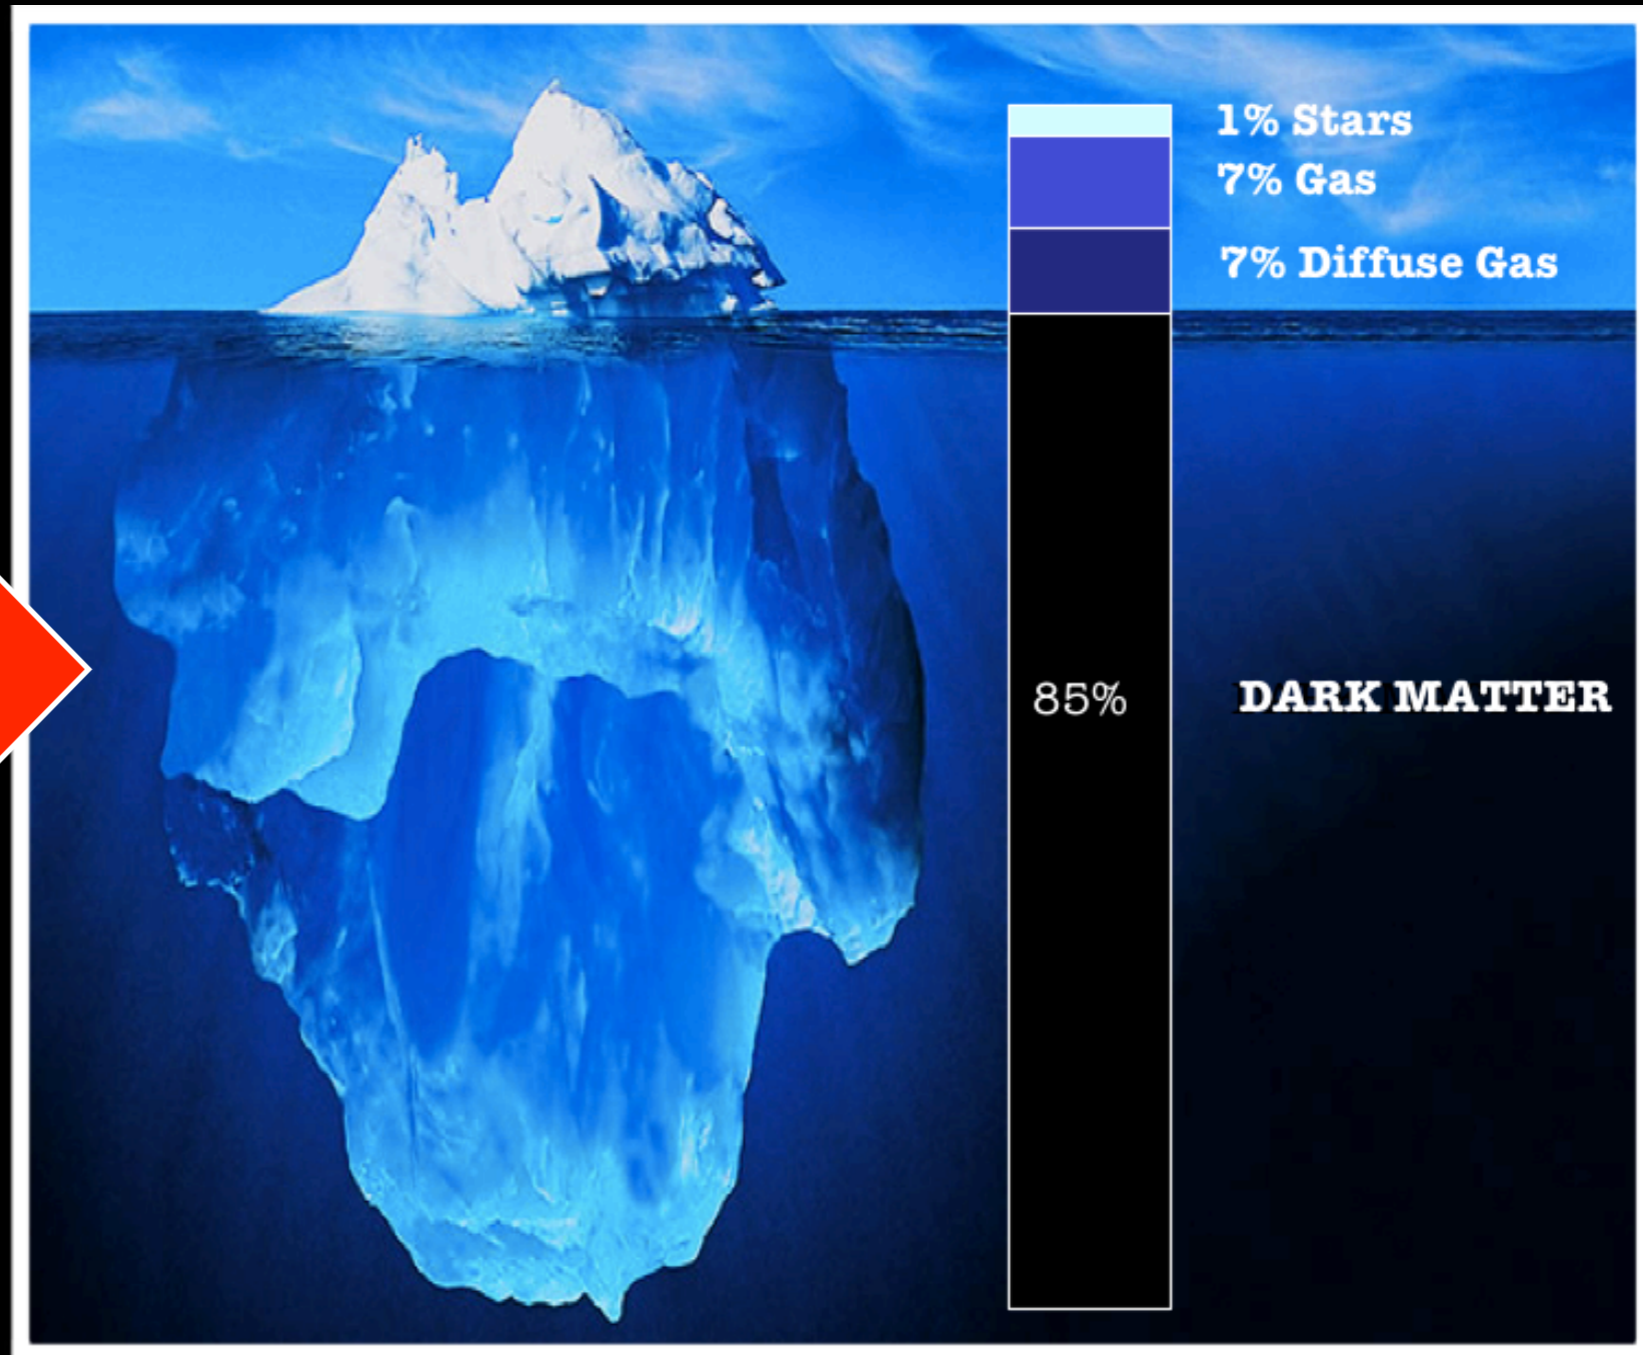 1% Stars
7% Gas
7% Diffuse Gas
85%
DARK MATTER